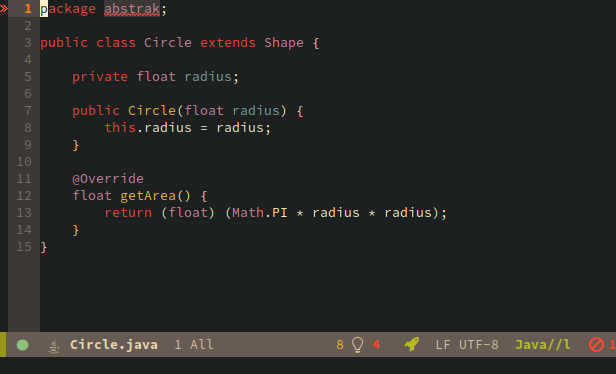 » 1 package abstrak;
2
3 public class Circle extends Shape {
4
5     private float radius;
6
7     public Circle(float radius) {
8         this.radius = radius;
9     }
10
11     @Override
12     float getArea() {
13         return (float) (Math.PI * radius * radius);
14     }
15 }
Circle.java 1 All 8 4 LF UTF-8 Java//l 1